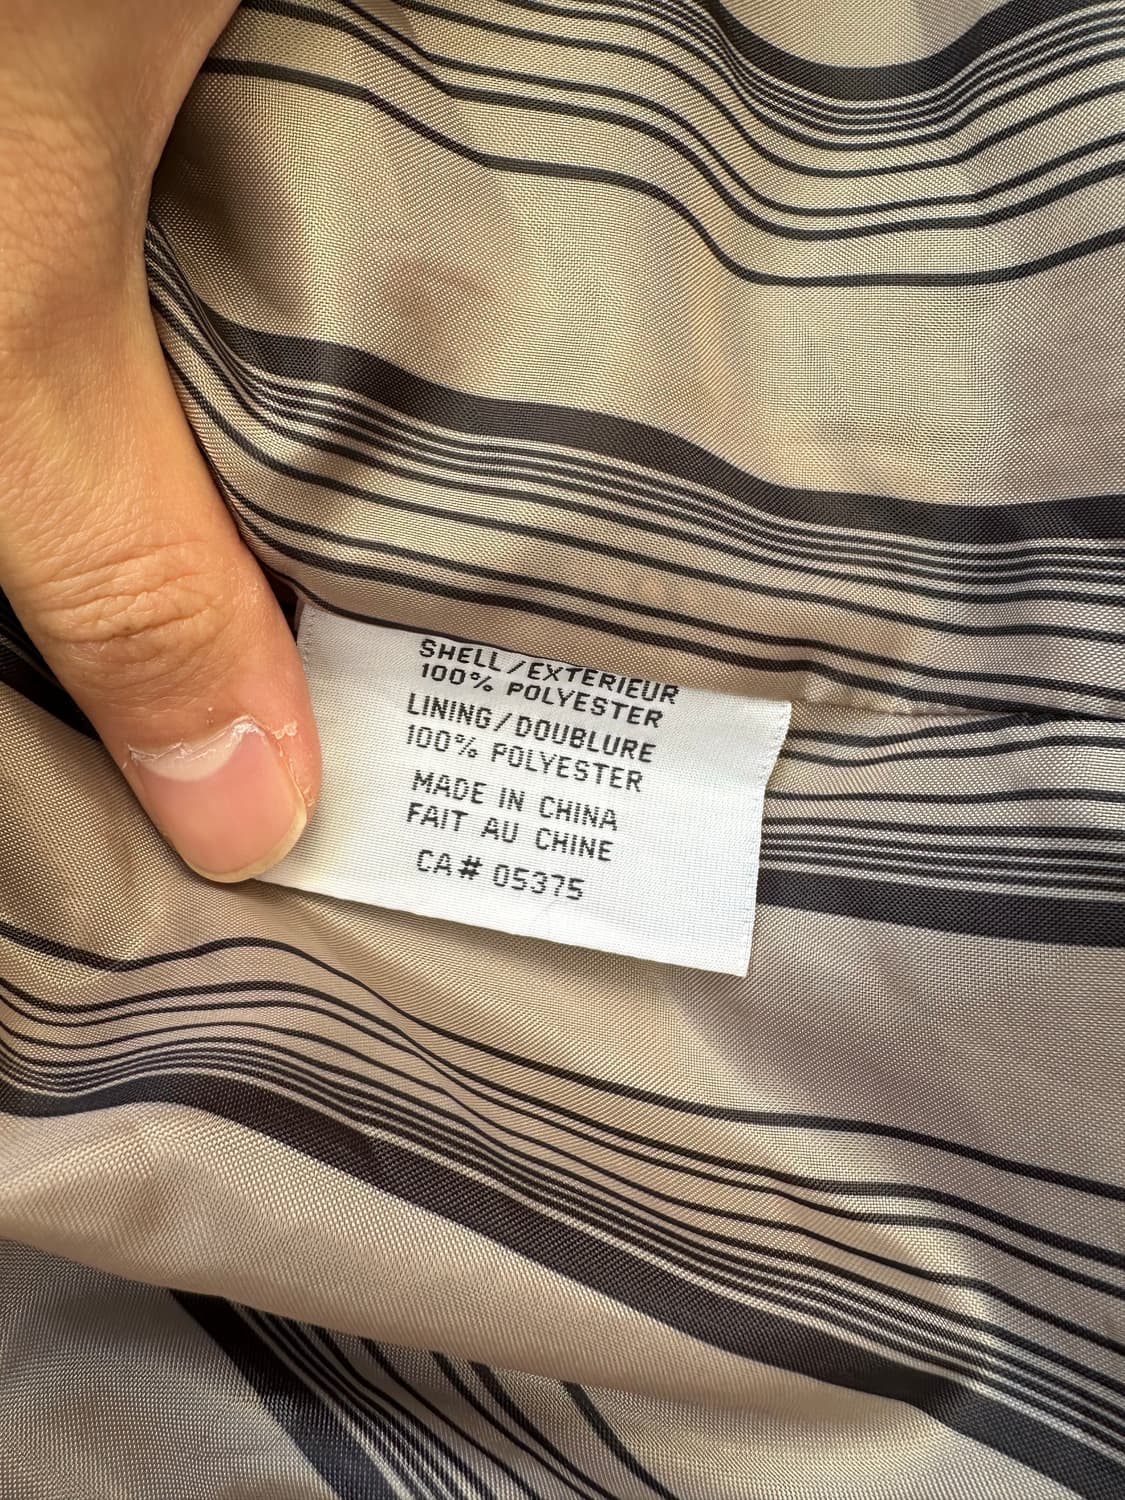 SHELL/EXTERIEUR
100% POLYESTER
LINING/DOUBLURE
100% POLYESTER
MADE IN CHINA
FAIT AU CHINE
CA# 05375